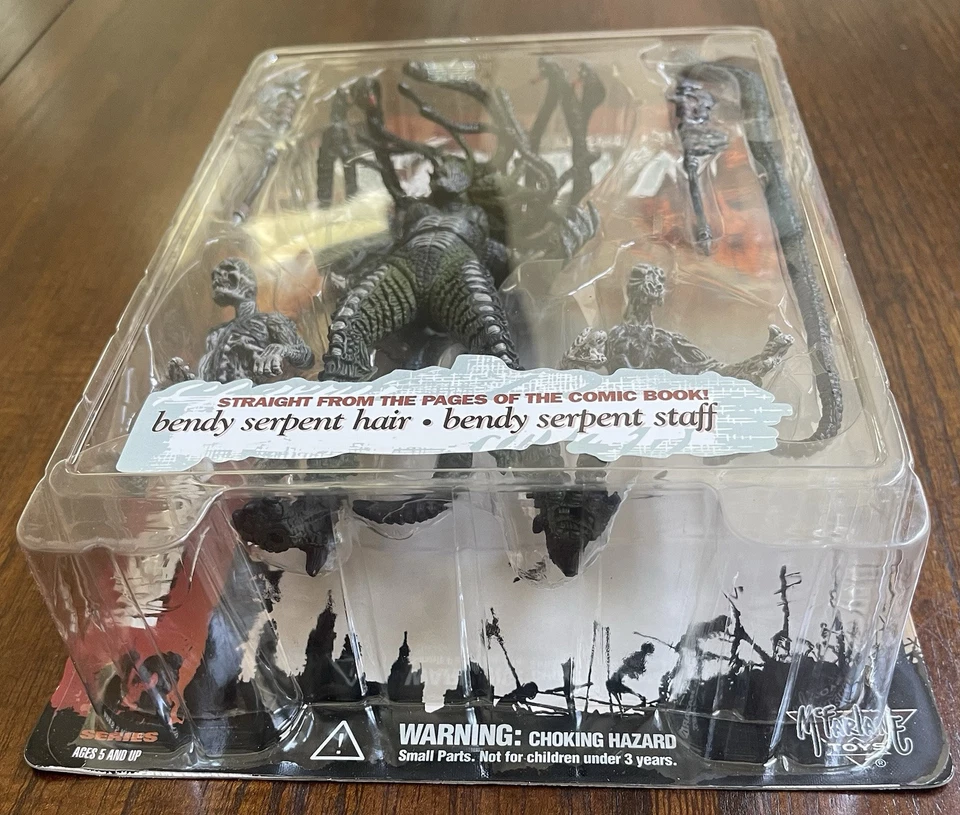 STRAIGHT FROM THE PAGES OF THE COMIC BOOK!
bendy serpent hair • bendy serpent staff
SERIES
AGES 5 AND UP
WARNING: CHOKING HAZARD
Small Parts. Not for children under 3 years.
McFARLANE
TOYS®